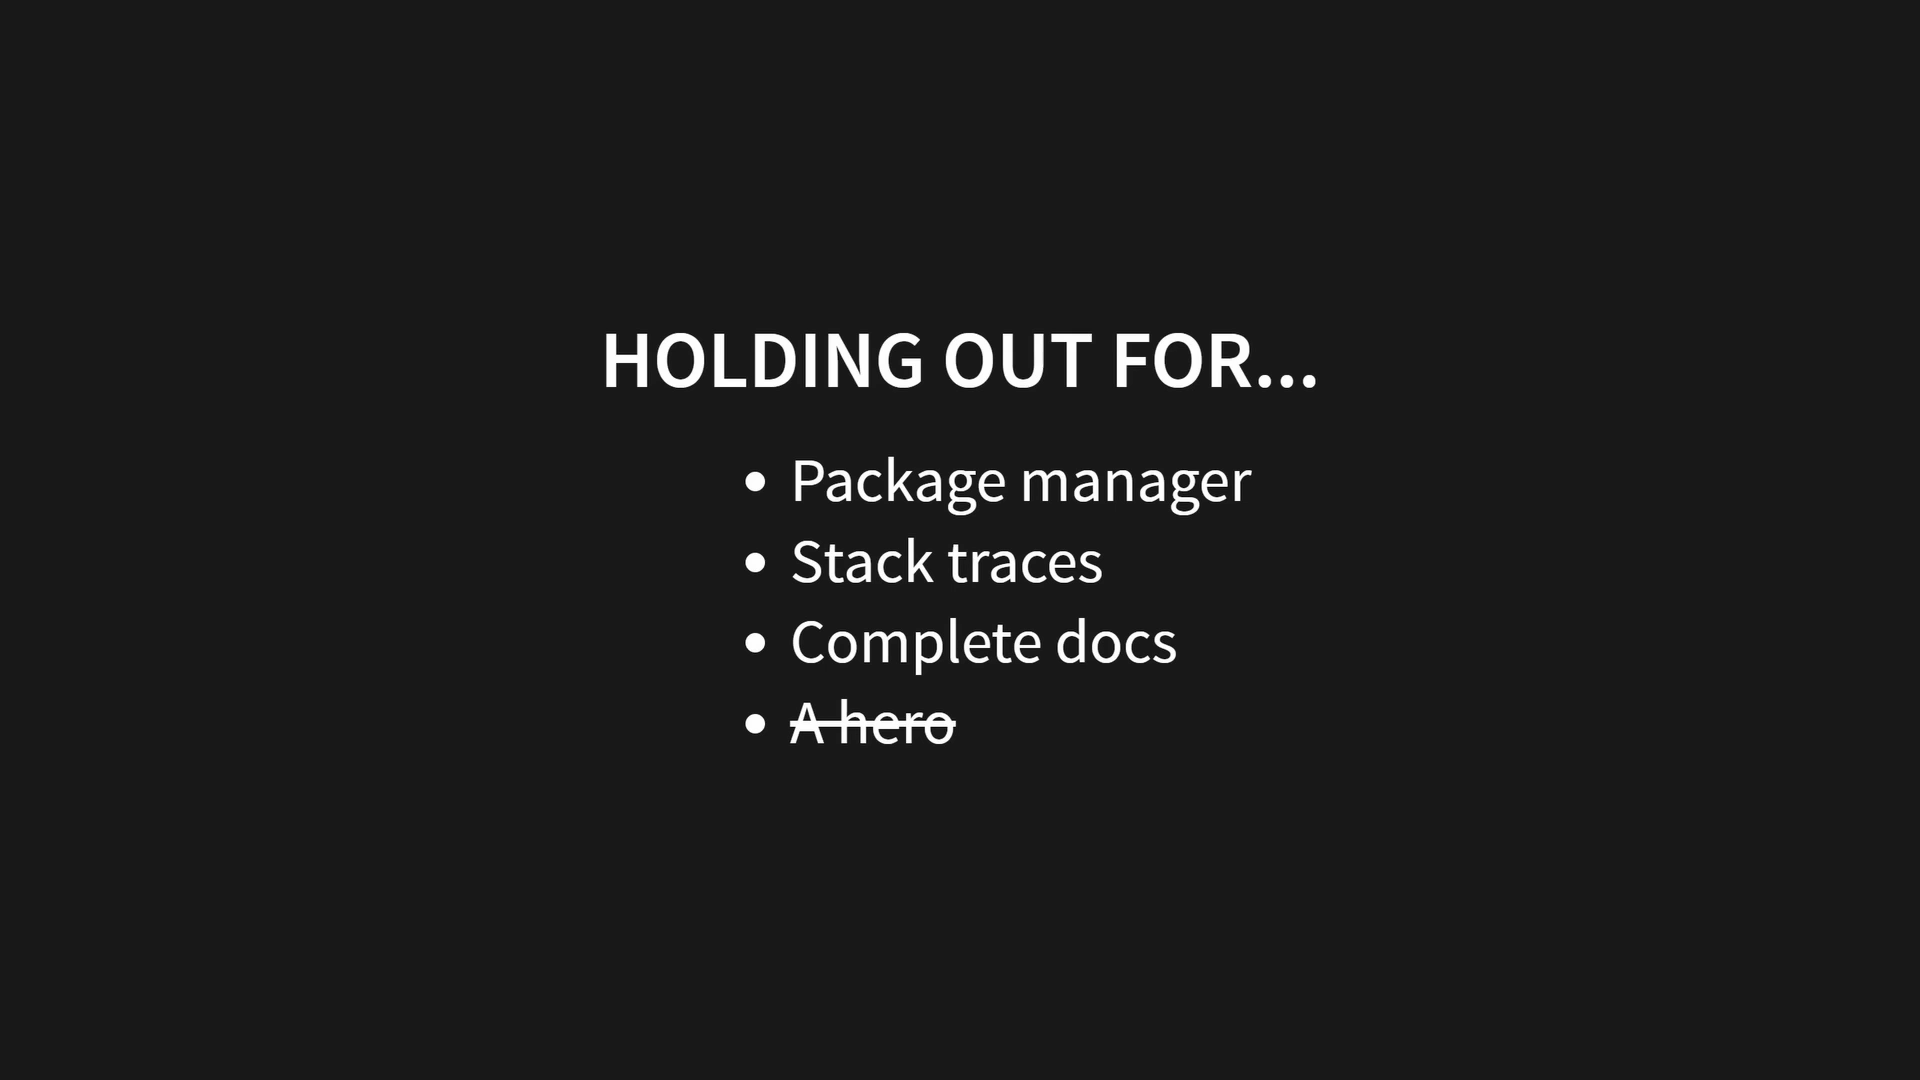 HOLDING OUT FOR...
• Package manager
• Stack traces
• Complete docs
• A hero